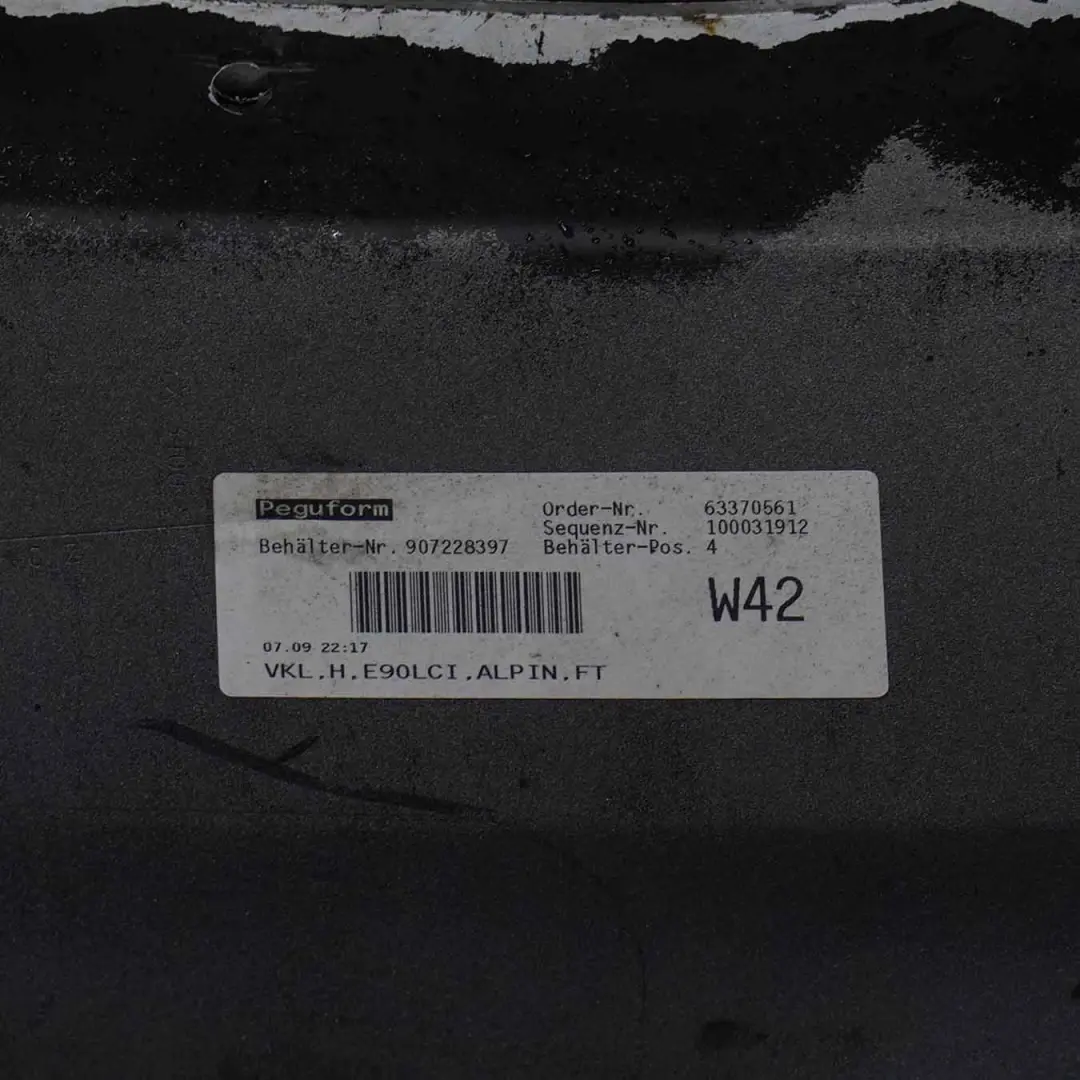 Peguform
Order-Nr. 63370561
Sequenz-Nr. 100031912
Behälter-Nr. 907228397 Behälter-Pos. 4
W42
07.09 22:17
VKL.H.E90LCI.ALPIN.FT